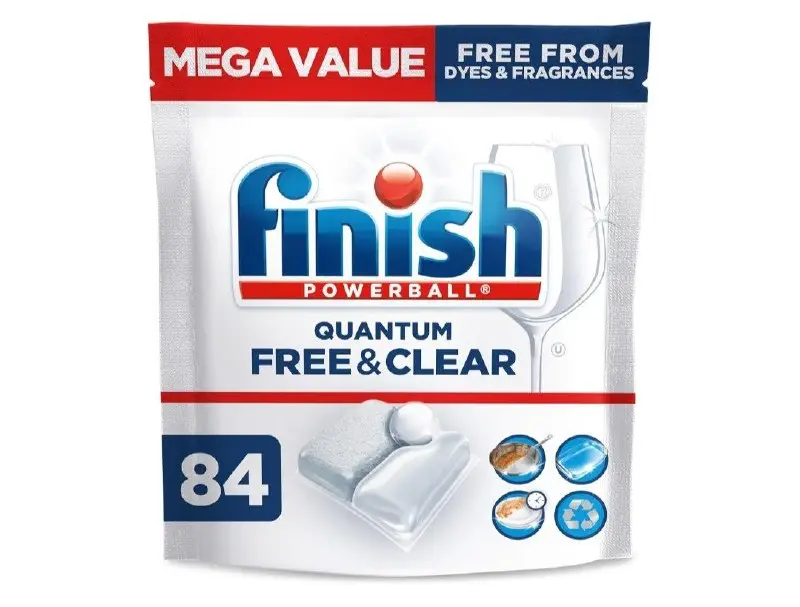 MEGA VALUE
FREE FROM
DYES & FRAGRANCES
finish
POWERBALL®
QUANTUM
FREE & CLEAR
U
84